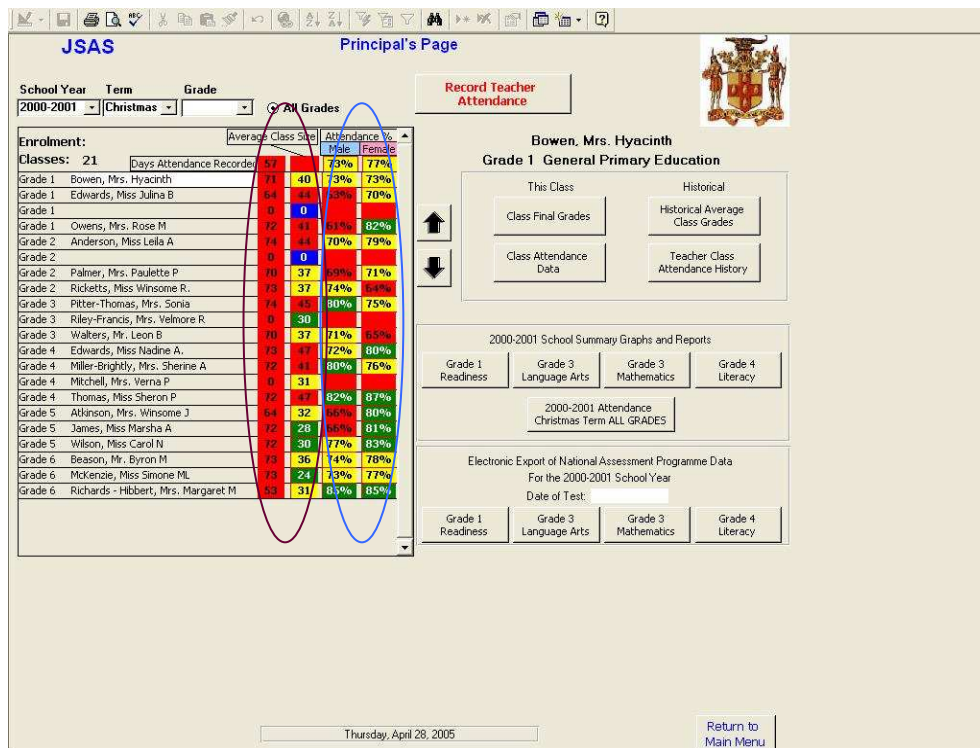 JSAS
Principal's Page
School Year Term Grade
2000-2001 Christmas All Grades
Record Teacher
Attendance
Enrolment:
Average Class Size Attendance %
Male Female
Classes: 21 Days Attendance Recorded 57 73% 77%
Grade 1 Bowen, Mrs. Hyacinth 71 40 73% 73%
Grade 1 Edwards, Miss Julina B 64 44 63% 70%
Grade 1 0 0
Grade 1 Owens, Mrs. Rose M 72 41 61% 82%
Grade 2 Anderson, Miss Leila A 74 44 70% 79%
Grade 2 0 0
Grade 2 Palmer, Mrs. Paulette P 70 37 69% 71%
Grade 2 Ricketts, Miss Winsome R. 73 37 74% 64%
Grade 3 Pitter-Thomas, Mrs. Sonia 74 45 80% 75%
Grade 3 Riley-Francis, Mrs. Velmore R 0 30
Grade 3 Walters, Mr. Leon B 70 37 71% 65%
Grade 4 Edwards, Miss Nadine A. 73 47 72% 80%
Grade 4 Miller-Brightly, Mrs. Sherine A 72 41 80% 76%
Grade 4 Mitchell, Mrs. Verna P 0 31
Grade 4 Thomas, Miss Sheron P 72 47 82% 87%
Grade 5 Atkinson, Mrs. Winsome J 64 32 66% 80%
Grade 5 James, Miss Marsha A 72 28 66% 81%
Grade 5 Wilson, Miss Carol N 72 30 77% 83%
Grade 6 Beason, Mr. Byron M 73 36 74% 78%
Grade 6 McKenzie, Miss Simone ML 73 24 73% 77%
Grade 6 Richards - Hibbert, Mrs. Margaret M 53 31 85% 85%
Bowen, Mrs. Hyacinth
Grade 1 General Primary Education
This Class Historical
Class Final Grades
Historical Average
Class Grades
Class Attendance
Data
Teacher Class
Attendance History
2000-2001 School Summary Graphs and Reports
Grade 1
Readiness
Grade 3
Language Arts
Grade 3
Mathematics
Grade 4
Literacy
2000-2001 Attendance
Christmas Term ALL GRADES
Electronic Export of National Assessment Programme Data
For the 2000-2001 School Year
Date of Test:
Grade 1
Readiness
Grade 3
Language Arts
Grade 3
Mathematics
Grade 4
Literacy
Thursday, April 28, 2005
Return to
Main Menu